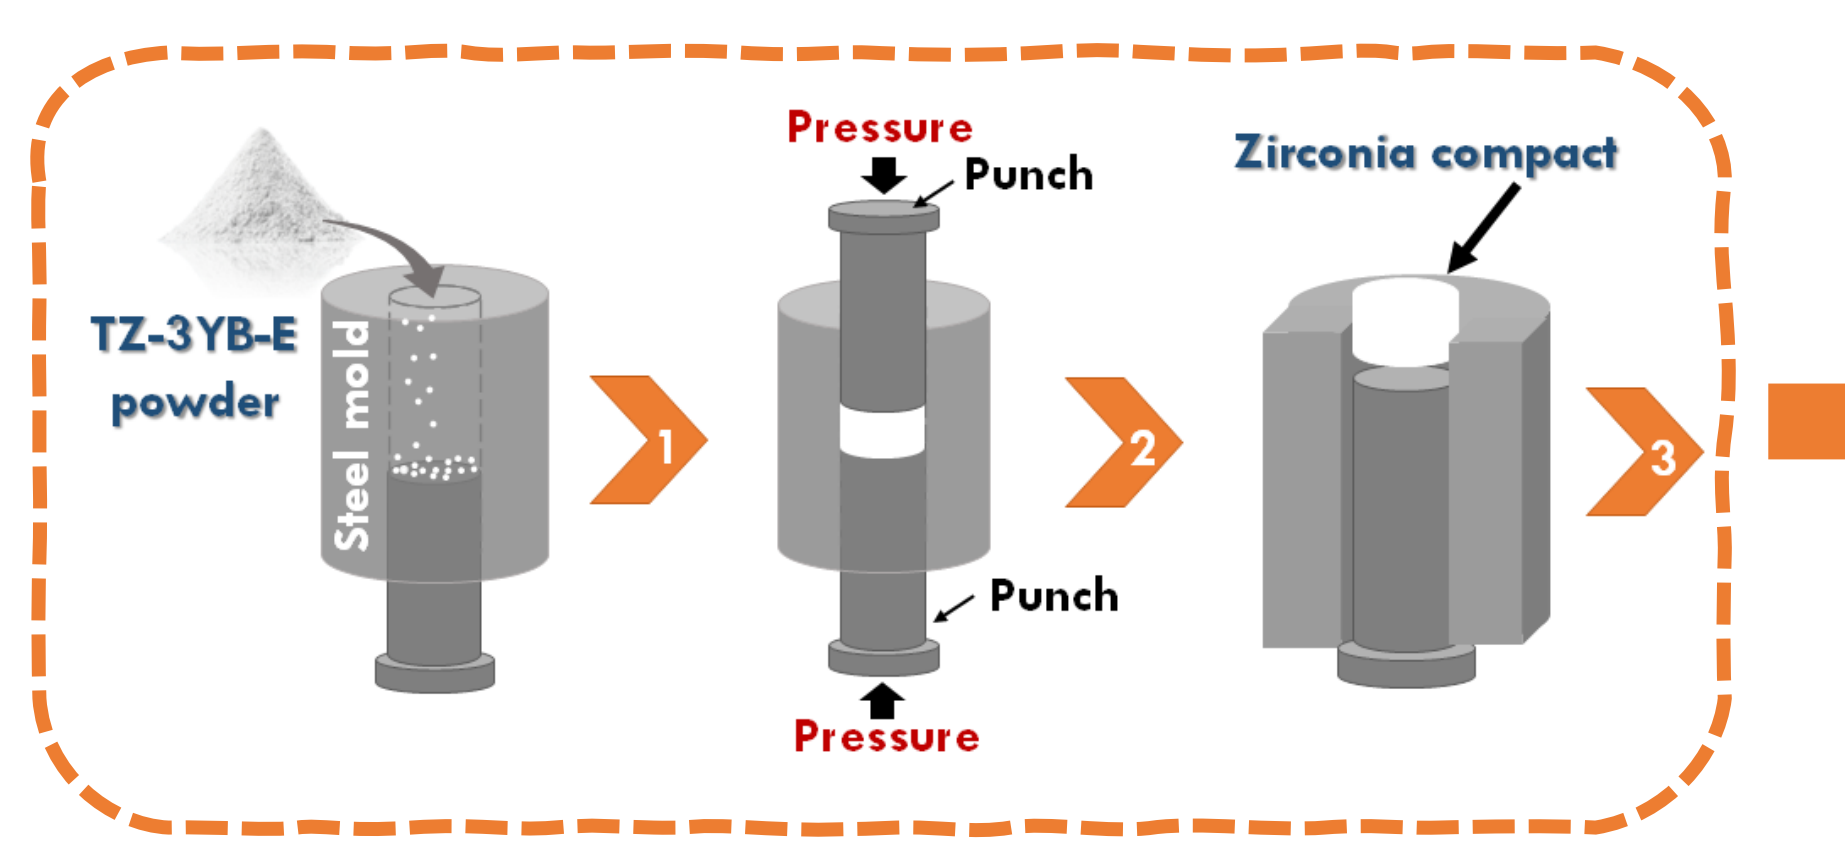 TZ-3YB-E
powder
Steel mold
1
Pressure
Punch
Punch
Pressure
2
Zirconia compact
3